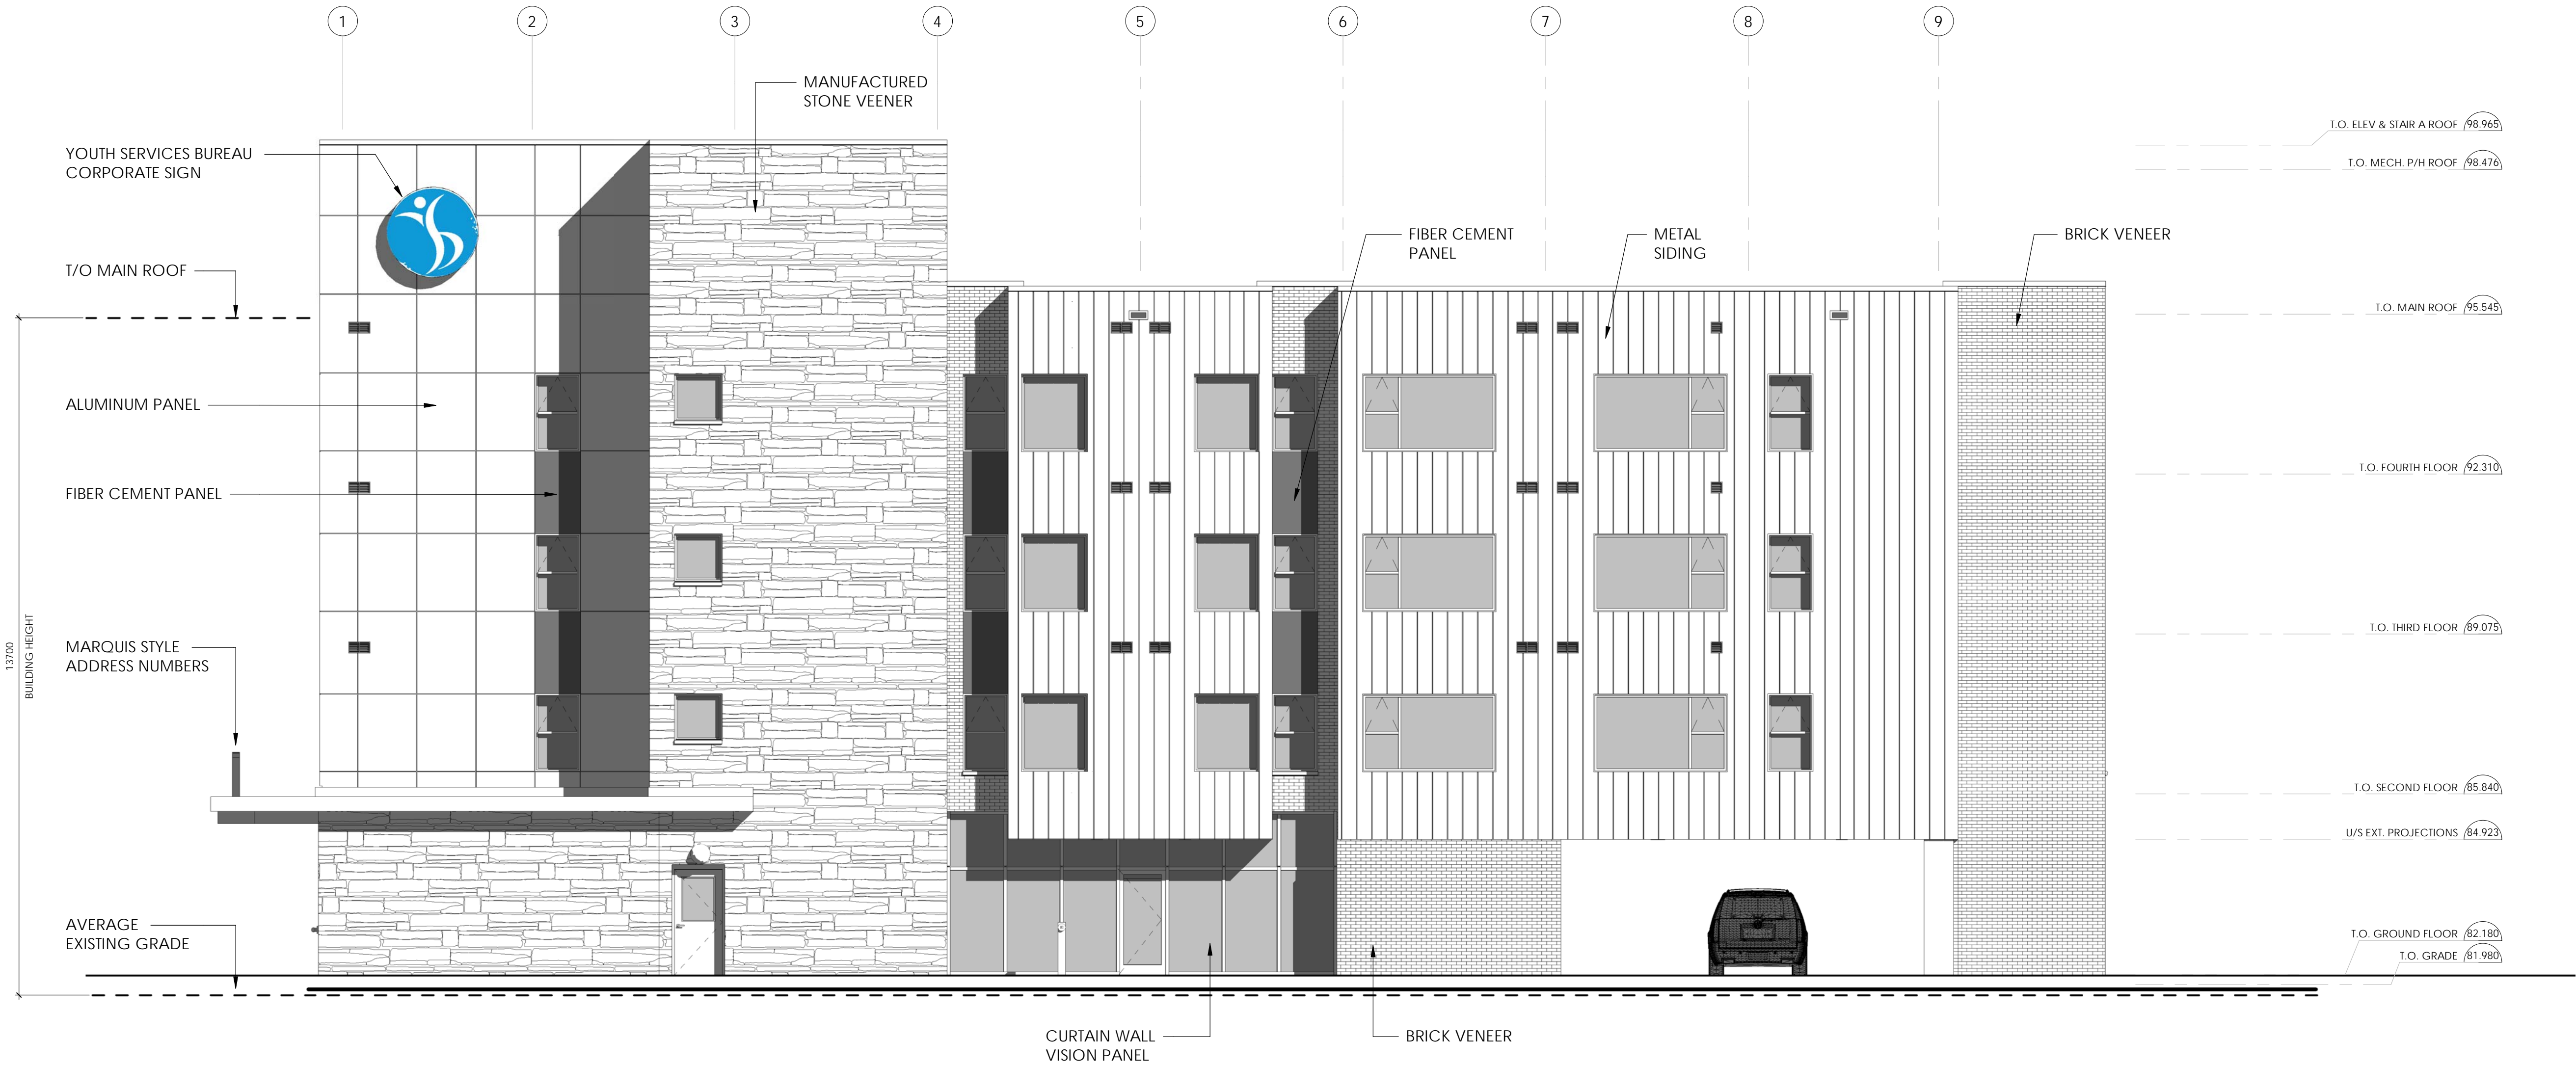 1 2 3 4 5 6 7 8 9
MANUFACTURED
STONE VEENER
YOUTH SERVICES BUREAU
CORPORATE SIGN
T/O MAIN ROOF
ALUMINUM PANEL
FIBER CEMENT PANEL
MARQUIS STYLE
ADDRESS NUMBERS
AVERAGE
EXISTING GRADE
13700
BUILDING HEIGHT
FIBER CEMENT
PANEL
METAL
SIDING
BRICK VENEER
CURTAIN WALL
VISION PANEL
BRICK VENEER
T.O. ELEV & STAIR A ROOF 98.965
T.O. MECH. P/H ROOF 98.476
T.O. MAIN ROOF 95.545
T.O. FOURTH FLOOR 92.310
T.O. THIRD FLOOR 89.075
T.O. SECOND FLOOR 85.840
U/S EXT. PROJECTIONS 84.923
T.O. GROUND FLOOR 82.180
T.O. GRADE 81.980